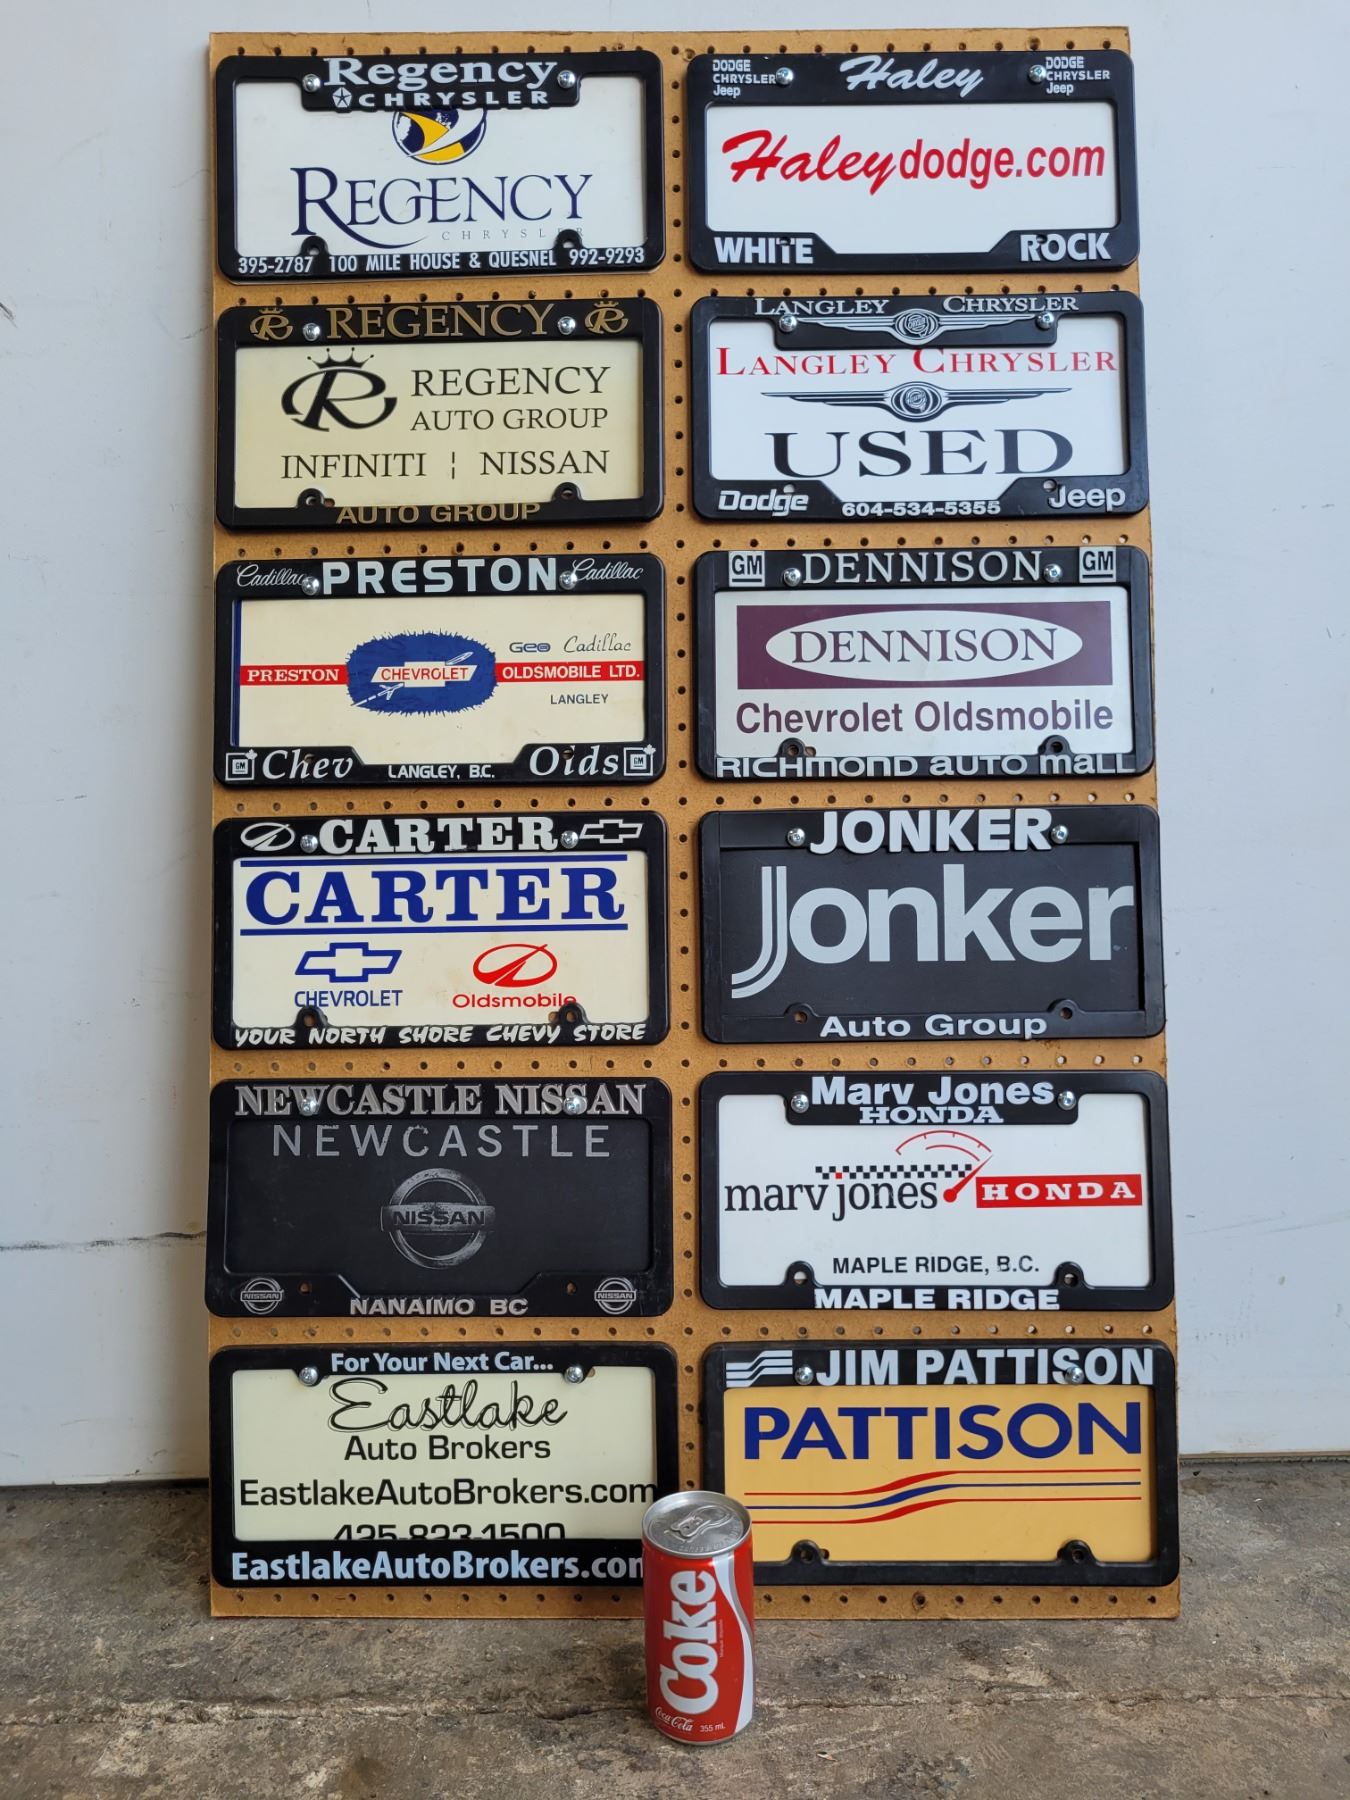 Regency
CHRYSLER
REGENCY
CHRYSLER
395-2787 100 MILE HOUSE & QUESNEL 992-9293
DODGE
CHRYSLER
Jeep
Haley
DODGE
CHRYSLER
Jeep
Haleydodge.com
WHITE ROCK
R REGENCY R
R REGENCY
AUTO GROUP
INFINITI ¦ NISSAN
AUTO GROUP
LANGLEY CHRYSLER
LANGLEY CHRYSLER
USED
Dodge 604-534-5355 Jeep
Cadillac PRESTON Cadillac
Geo Cadillac
PRESTON CHEVROLET OLDSMOBILE LTD.
LANGLEY
GM Chev LANGLEY, B.C. Olds GM
GM DENNISON GM
DENNISON
Chevrolet Oldsmobile
RICHMOND AUTO MALL
CARTER
CARTER
CHEVROLET Oldsmobile
YOUR NORTH SHORE CHEVY STORE
JONKER
Jonker
Auto Group
NEWCASTLE NISSAN
NEWCASTLE
NISSAN
NISSAN NANAIMO BC NISSAN
Marv Jones
HONDA
marv jones HONDA
MAPLE RIDGE, B.C.
MAPLE RIDGE
For Your Next Car...
Eastlake
Auto Brokers
EastlakeAutoBrokers.com
425-823-1500
EastlakeAutoBrokers.com
JIM PATTISON
PATTISON
Coke
Coca-Cola 355 mL